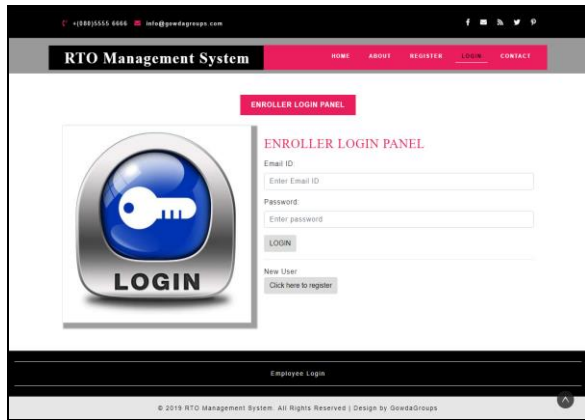 +(080)5555 6666 info@gowdagroups.com
RTO Management System
HOME ABOUT REGISTER LOGIN CONTACT
ENROLLER LOGIN PANEL
ENROLLER LOGIN PANEL
Email ID
Enter Email ID
Password:
Enter password
LOGIN
LOGIN
New User
Click here to register
Employee Login
© 2019 RTO Management System. All Rights Reserved | Design by GowdaGroups